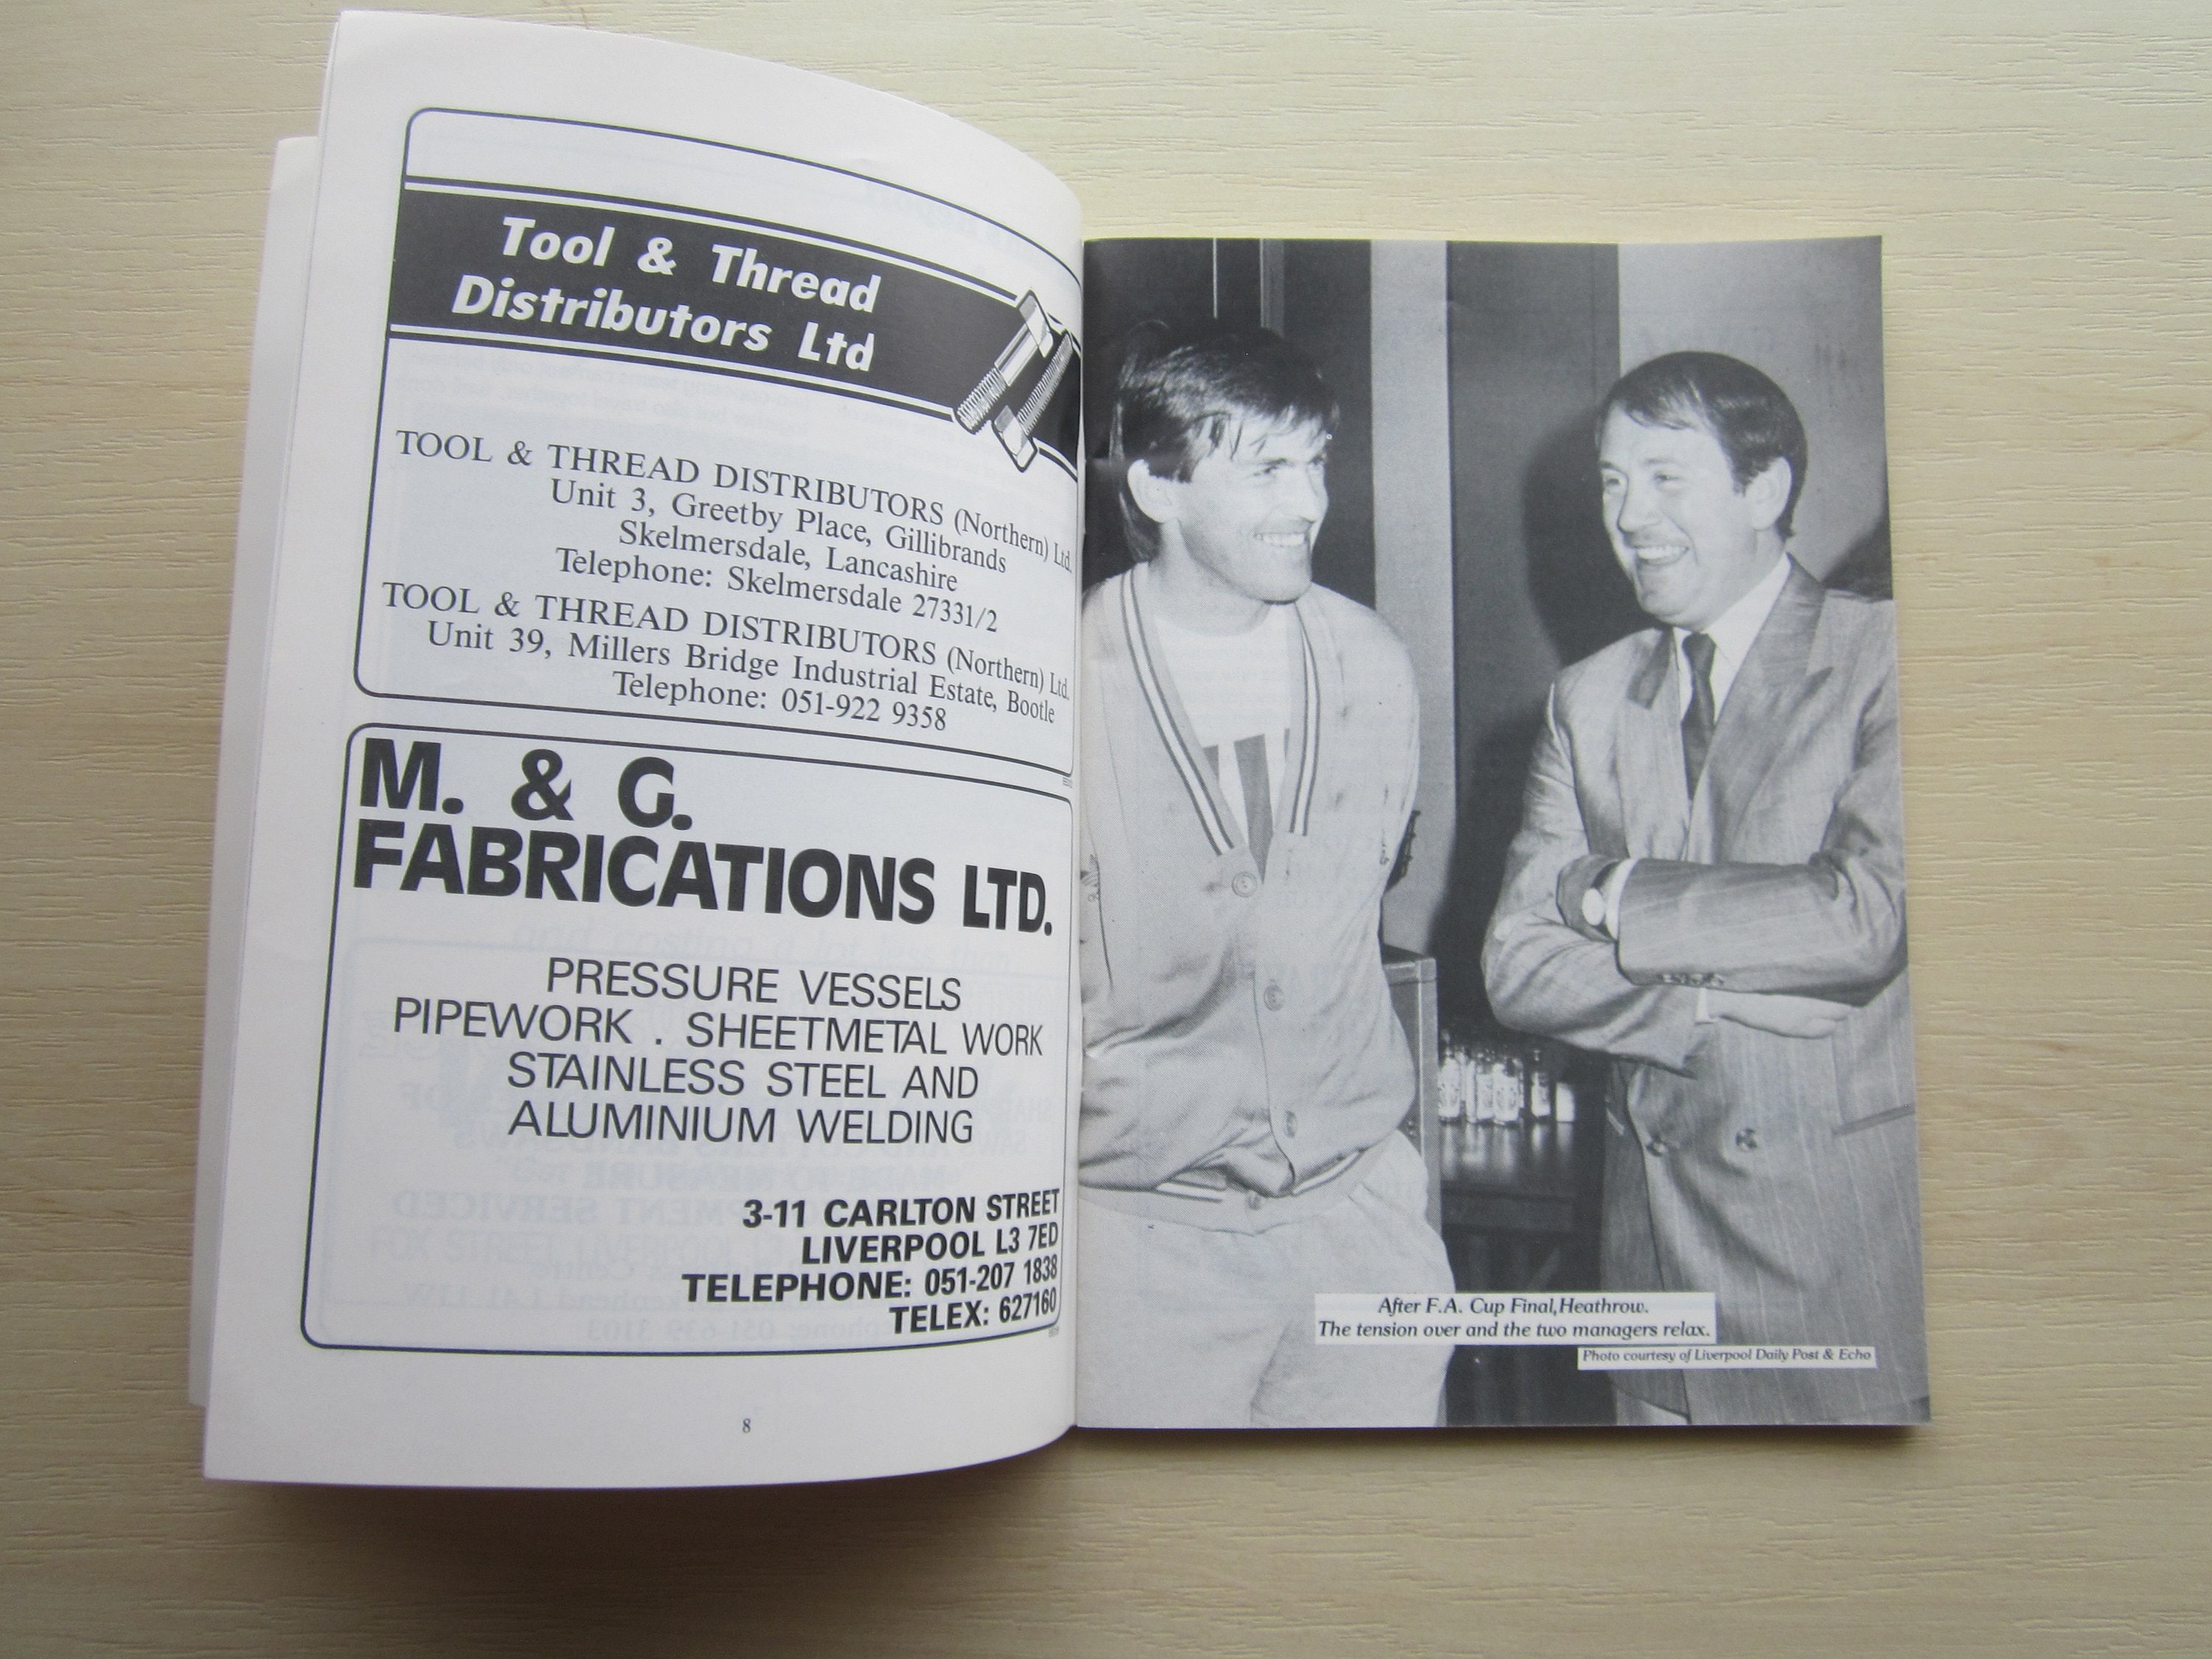 Tool & Thread
Distributors Ltd
TOOL & THREAD DISTRIBUTORS (Northern) Ltd.
Unit 3, Greetby Place, Gillibrands
Skelmersdale, Lancashire
Telephone: Skelmersdale 27331/2
TOOL & THREAD DISTRIBUTORS (Northern) Ltd.
Unit 39, Millers Bridge Industrial Estate, Bootle
Telephone: 051-922 9358
M. & G.
FABRICATIONS LTD.
PRESSURE VESSELS
PIPEWORK . SHEETMETAL WORK
STAINLESS STEEL AND
ALUMINIUM WELDING
3-11 CARLTON STREET
LIVERPOOL L3 7ED
TELEPHONE: 051-207 1838
TELEX: 627160
8
After F.A. Cup Final, Heathrow.
The tension over and the two managers relax.
Photo courtesy of Liverpool Daily Post & Echo